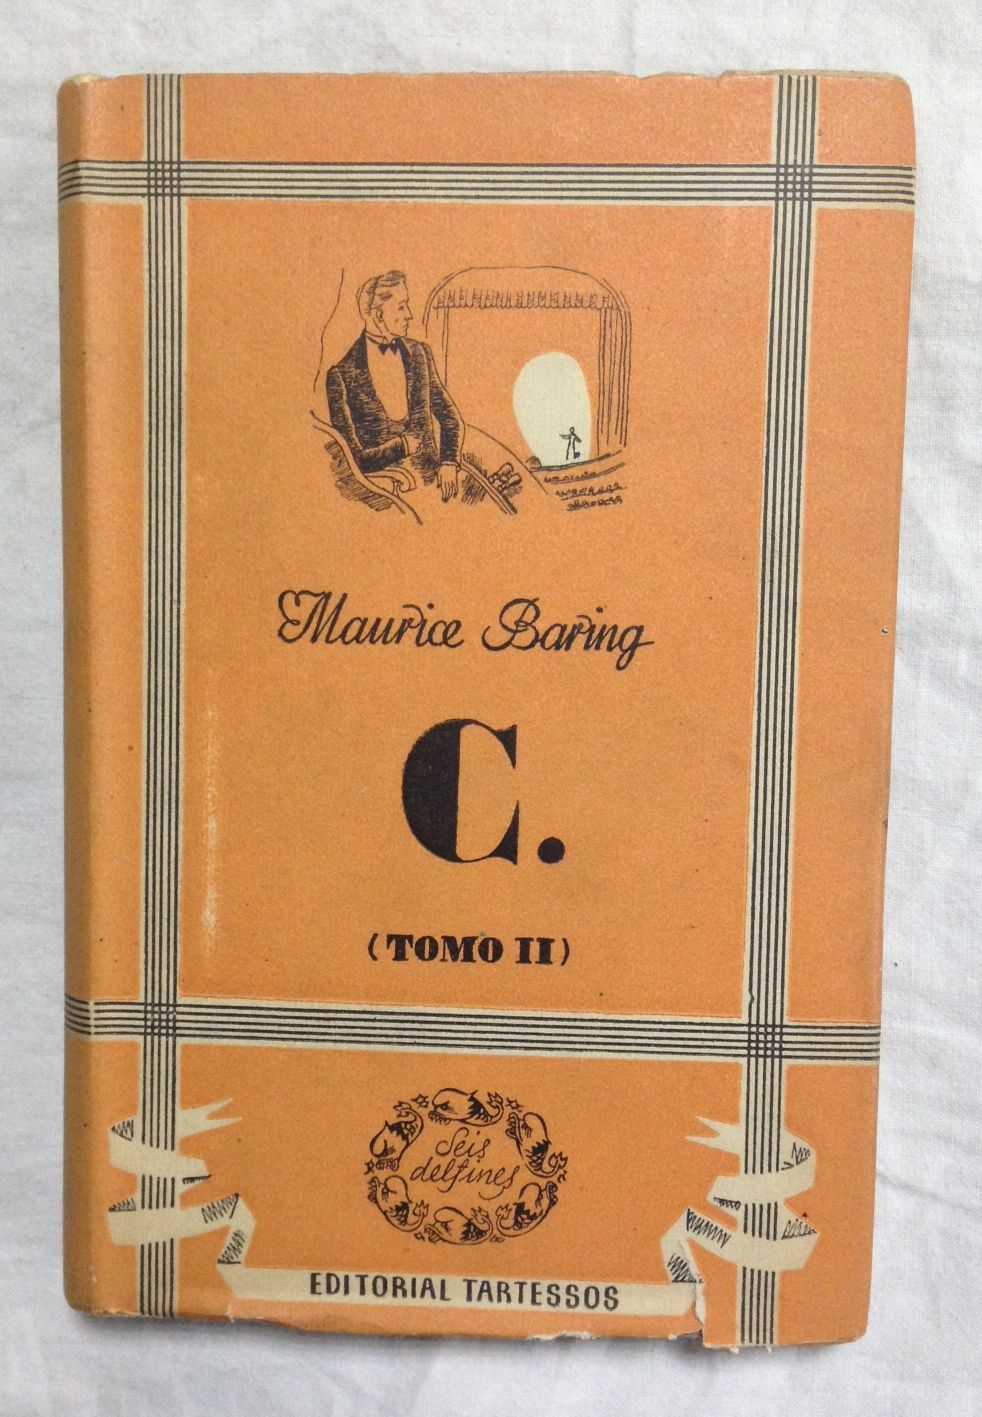 Maurice Baring
C.
(TOMO II)
Seis
delfines
EDITORIAL TARTESSOS